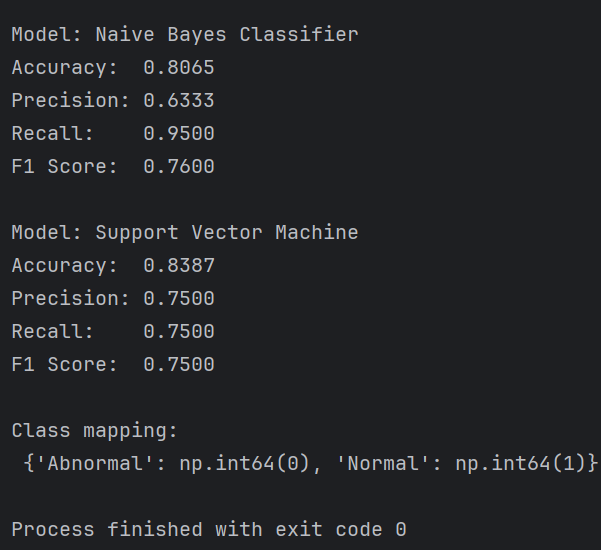 Model: Naive Bayes Classifier
Accuracy:  0.8065
Precision: 0.6333
Recall:    0.9500
F1 Score:  0.7600
Model: Support Vector Machine
Accuracy:  0.8387
Precision: 0.7500
Recall:    0.7500
F1 Score:  0.7500
Class mapping:
 {'Abnormal': np.int64(0), 'Normal': np.int64(1)}
Process finished with exit code 0